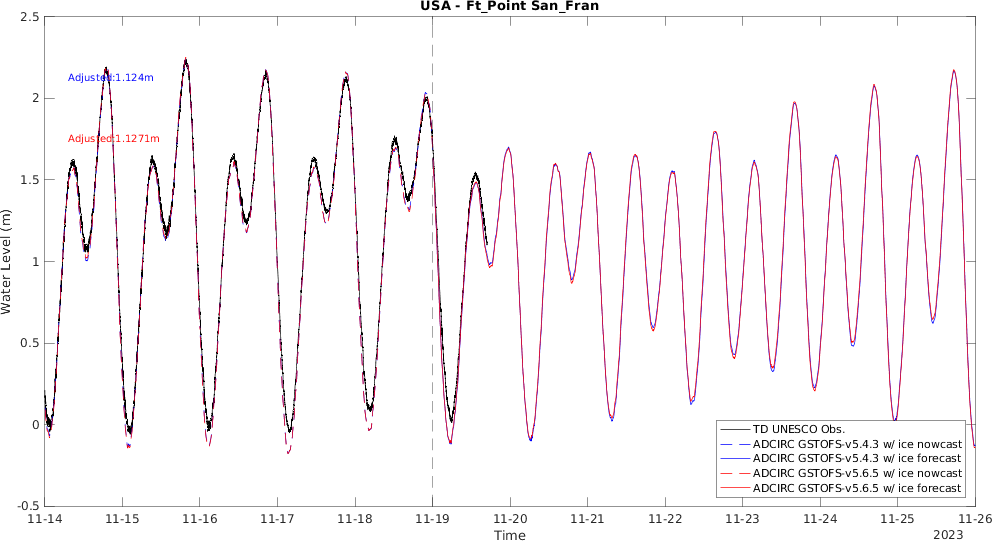 USA - Ft_Point San_Fran
2.5
2
1.5
1
0.5
0
-0.5
Water Level (m)
Adjusted:1.124m
Adjusted:1.1271m
TD UNESCO Obs.
ADCIRC GSTOFS-v5.4.3 w/ ice nowcast
ADCIRC GSTOFS-v5.4.3 w/ ice forecast
ADCIRC GSTOFS-v5.6.5 w/ ice nowcast
ADCIRC GSTOFS-v5.6.5 w/ ice forecast
11-14 11-15 11-16 11-17 11-18 11-19 11-20 11-21 11-22 11-23 11-24 11-25 11-26
Time
2023